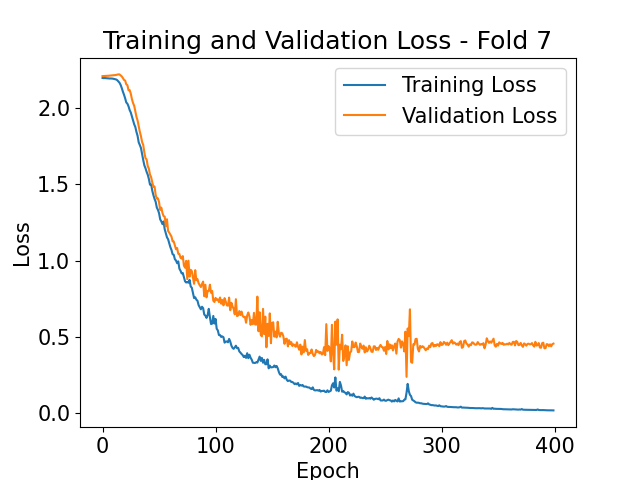 Training and Validation Loss - Fold 7
Training Loss
Validation Loss
Loss
2.0
1.5
1.0
0.5
0.0
0 100 200 300 400
Epoch